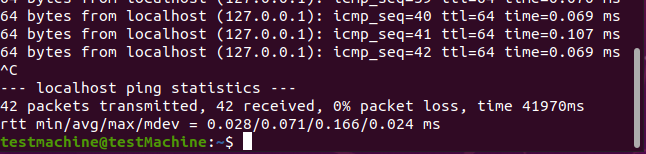 64 bytes from localhost (127.0.0.1): icmp_seq=39 ttl=64 time=0.070 ms
64 bytes from localhost (127.0.0.1): icmp_seq=40 ttl=64 time=0.069 ms
64 bytes from localhost (127.0.0.1): icmp_seq=41 ttl=64 time=0.107 ms
64 bytes from localhost (127.0.0.1): icmp_seq=42 ttl=64 time=0.069 ms
^C
--- localhost ping statistics ---
42 packets transmitted, 42 received, 0% packet loss, time 41970ms
rtt min/avg/max/mdev = 0.028/0.071/0.166/0.024 ms
testmachine@testMachine:~$